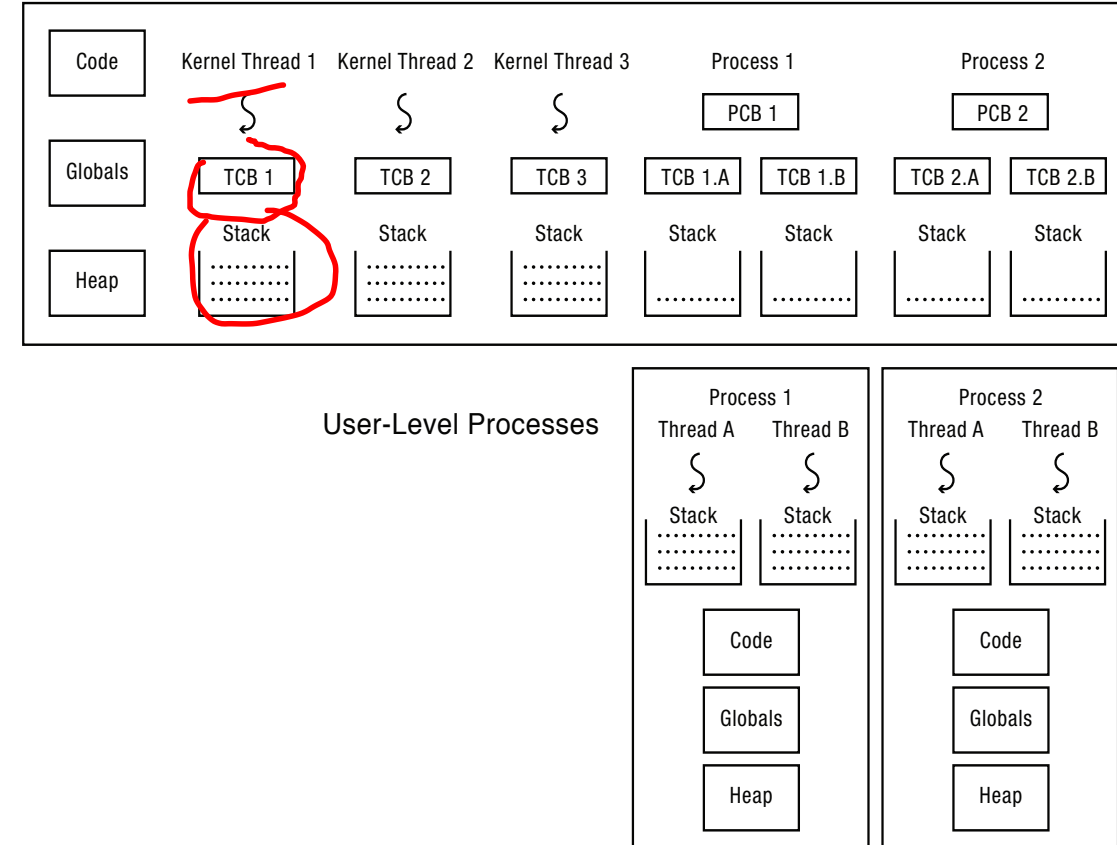 Code
Kernel Thread 1 Kernel Thread 2 Kernel Thread 3 Process 1 Process 2
PCB 1 PCB 2
Globals TCB 1 TCB 2 TCB 3 TCB 1.A TCB 1.B TCB 2.A TCB 2.B
Stack Stack Stack Stack Stack Stack Stack
Heap
User-Level Processes
Process 1
Thread A Thread B
Stack Stack
Code
Globals
Heap
Process 2
Thread A Thread B
Stack Stack
Code
Globals
Heap